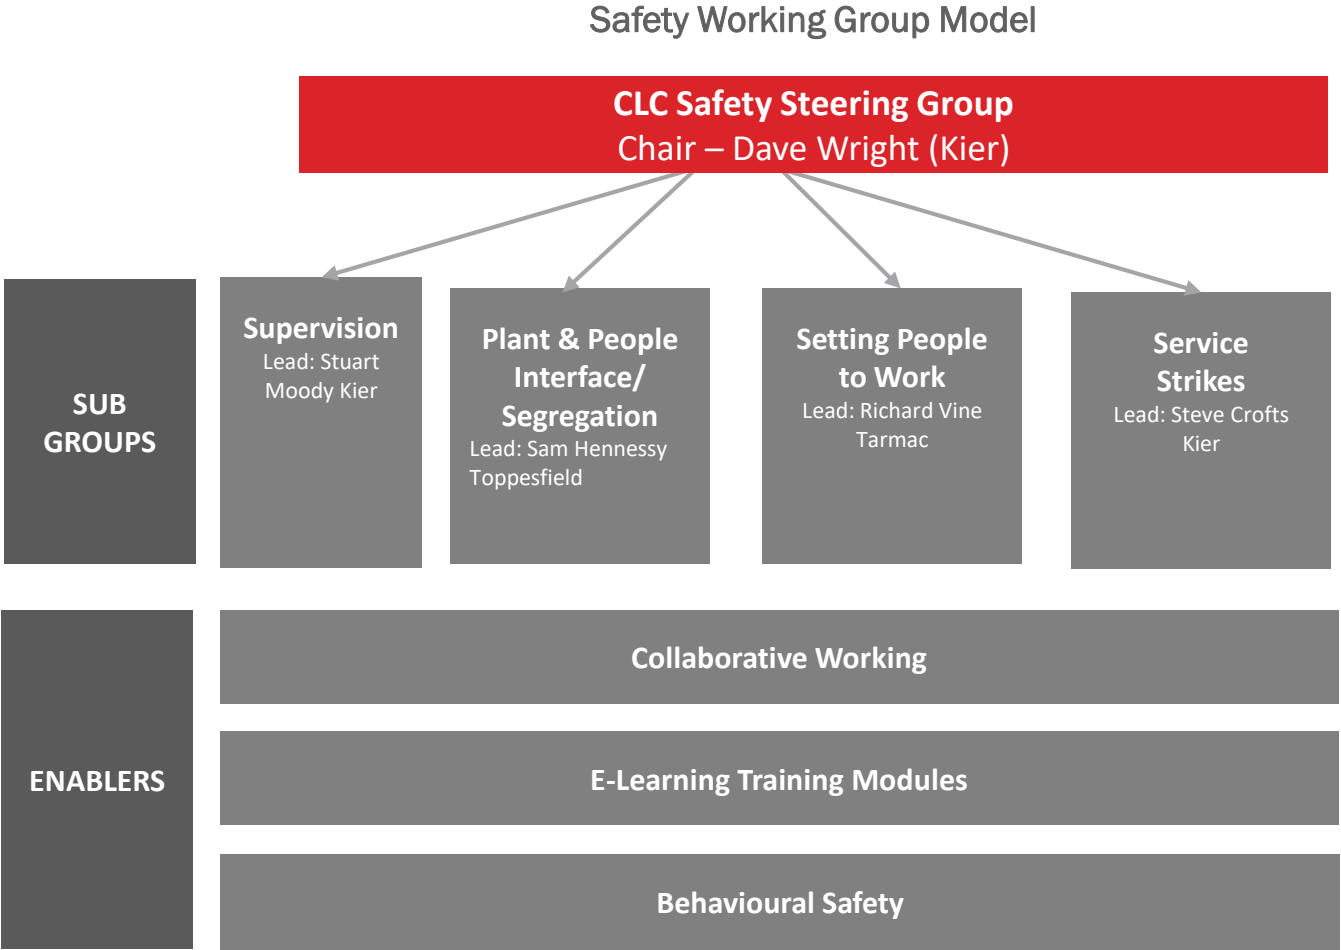 Safety Working Group Model
CLC Safety Steering Group
Chair – Dave Wright (Kier)
SUB
GROUPS
Supervision
Lead: Stuart
Moody Kier
Plant & People
Interface/
Segregation
Lead: Sam Hennessy
Toppesfield
Setting People
to Work
Lead: Richard Vine
Tarmac
Service
Strikes
Lead: Steve Crofts
Kier
ENABLERS
Collaborative Working
E-Learning Training Modules
Behavioural Safety